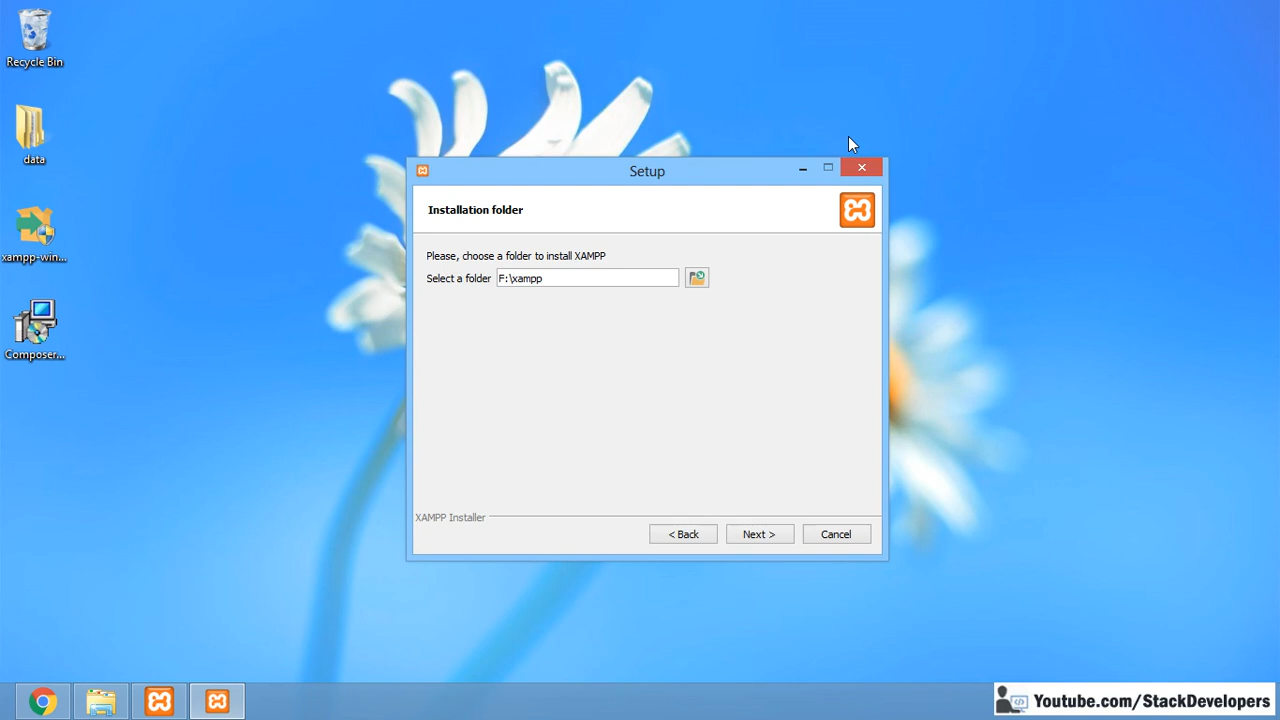 Recycle Bin
data
xampp-win...
Composer...
Setup
Installation folder
Please, choose a folder to install XAMPP
Select a folder F:\xampp
XAMPP Installer
< Back Next > Cancel
Youtube.com/StackDevelopers